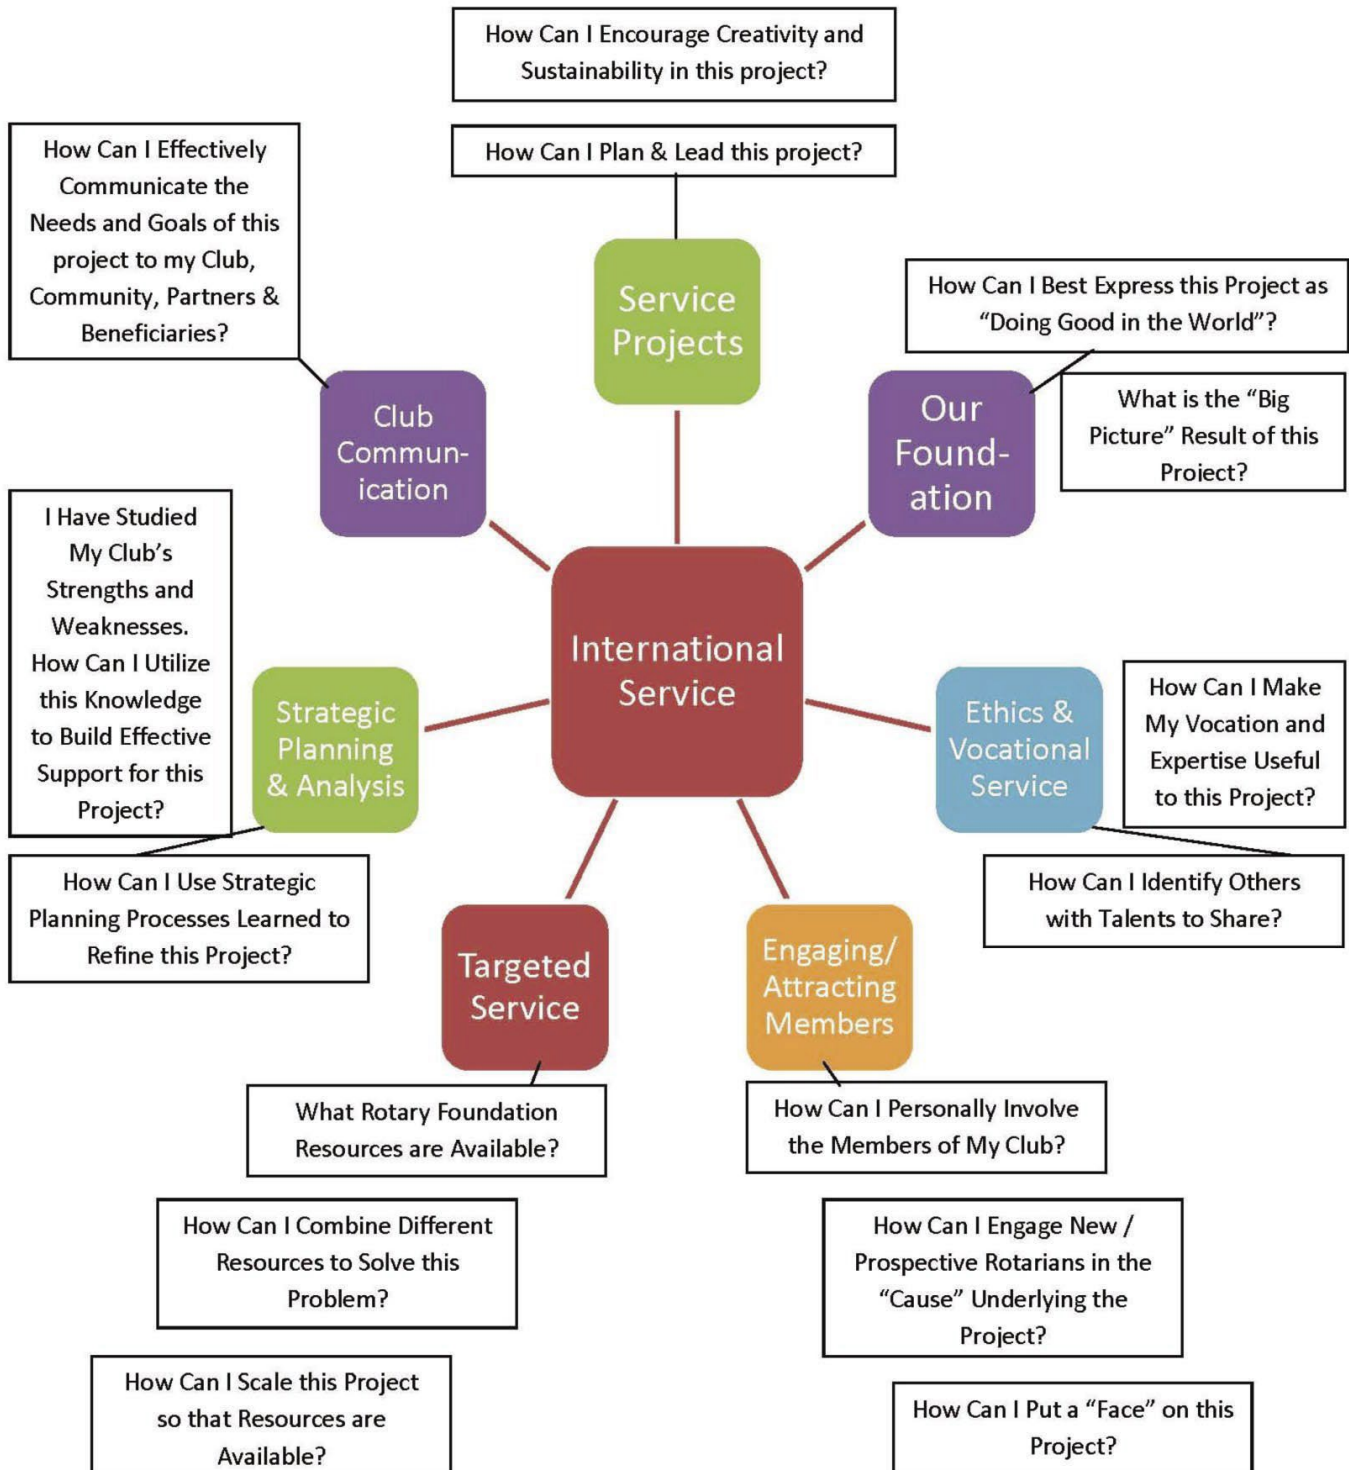 How Can I Encourage Creativity and
Sustainability in this project?
How Can I Plan & Lead this project?
How Can I Effectively
Communicate the
Needs and Goals of this
project to my Club,
Community, Partners &
Beneficiaries?
Service
Projects
How Can I Best Express this Project as
“Doing Good in the World”?
What is the “Big
Picture” Result of this
Project?
Club
Commun-
ication
Our
Found-
ation
I Have Studied
My Club’s
Strengths and
Weaknesses.
How Can I Utilize
this Knowledge
to Build Effective
Support for this
Project?
Strategic
Planning
& Analysis
International
Service
Ethics &
Vocational
Service
How Can I Make
My Vocation and
Expertise Useful
to this Project?
How Can I Use Strategic
Planning Processes Learned to
Refine this Project?
How Can I Identify Others
with Talents to Share?
Targeted
Service
Engaging/
Attracting
Members
What Rotary Foundation
Resources are Available?
How Can I Personally Involve
the Members of My Club?
How Can I Combine Different
Resources to Solve this
Problem?
How Can I Engage New /
Prospective Rotarians in the
“Cause” Underlying the
Project?
How Can I Scale this Project
so that Resources are
Available?
How Can I Put a “Face” on this
Project?